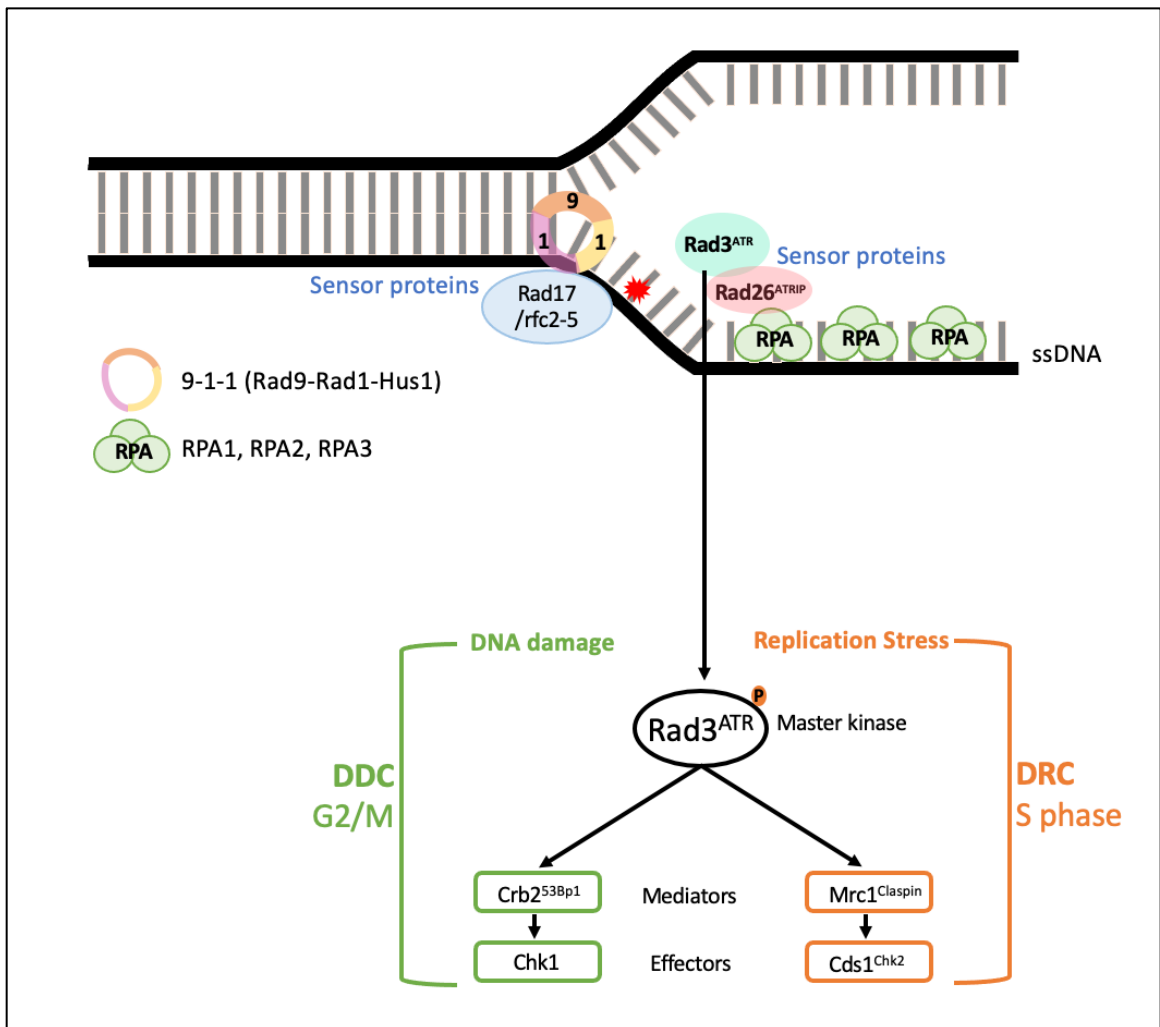 9
1
1
Rad3ATR
Sensor proteins
Sensor proteins
Rad17
/rfc2-5
Rad26ATRIP
RPA
RPA
RPA
ssDNA
9-1-1 (Rad9-Rad1-Hus1)
RPA
RPA1, RPA2, RPA3
DNA damage
Replication Stress
P
Rad3ATR
Master kinase
DDC
G2/M
DRC
S phase
Crb253Bp1
Mediators
Mrc1Claspin
Chk1
Effectors
Cds1Chk2